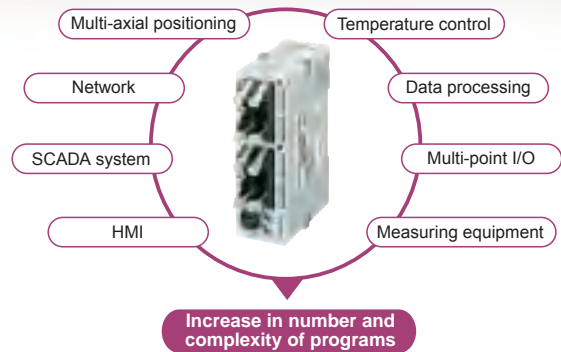 Multi-axial positioning
Temperature control
Network
Data processing
SCADA system
Multi-point I/O
HMI
Measuring equipment
Increase in number and
complexity of programs